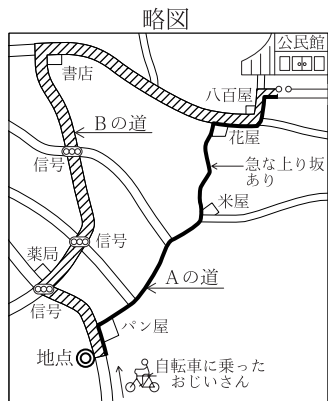 略図
公民館
書店
八百屋
Bの道
花屋
信号
急な上り坂
あり
米屋
薬局
信号
Aの道
信号
パン屋
地点
自転車に乗った
おじいさん